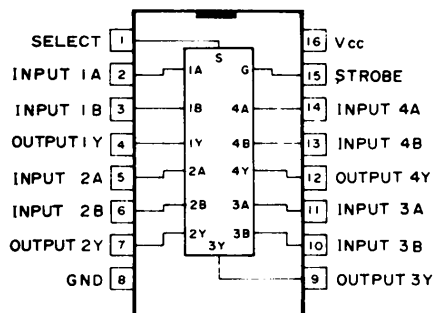 SELECT 1 S 16 Vcc
INPUT 1A 2 1A G 15 STROBE
INPUT 1B 3 1B 4A 14 INPUT 4A
OUTPUT 1Y 4 1Y 4B 13 INPUT 4B
INPUT 2A 5 2A 4Y 12 OUTPUT 4Y
INPUT 2B 6 2B 3A 11 INPUT 3A
OUTPUT 2Y 7 2Y 3B 10 INPUT 3B
GND 8 3Y 9 OUTPUT 3Y